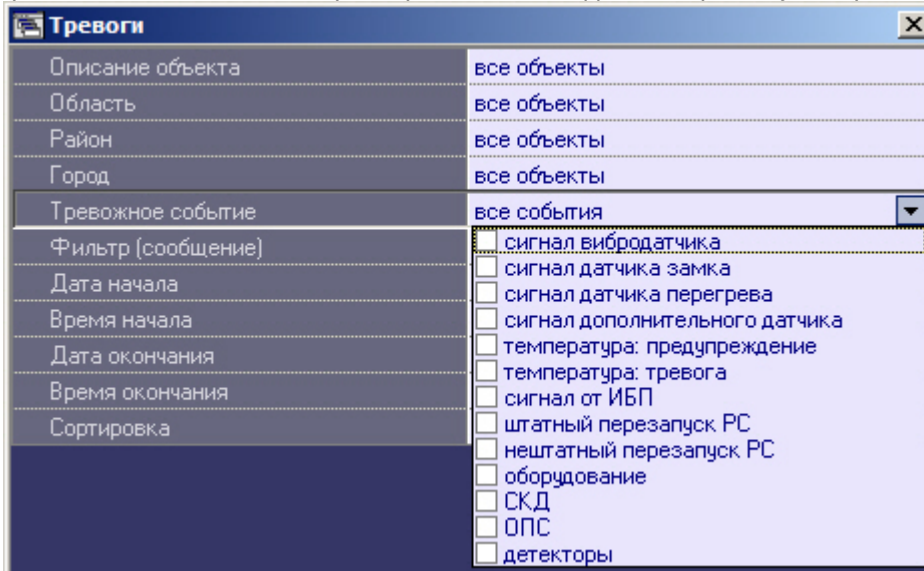 Тревоги
Описание объекта все объекты
Область все объекты
Район все объекты
Город все объекты
Тревожное событие все события
Фильтр (сообщение)
Дата начала
Время начала
Дата окончания
Время окончания
Сортировка
сигнал вибродатчика
сигнал датчика замка
сигнал датчика перегрева
сигнал дополнительного датчика
температура: предупреждение
температура: тревога
сигнал от ИБП
штатный перезапуск РС
нештатный перезапуск РС
оборудование
СКД
ОПС
детекторы